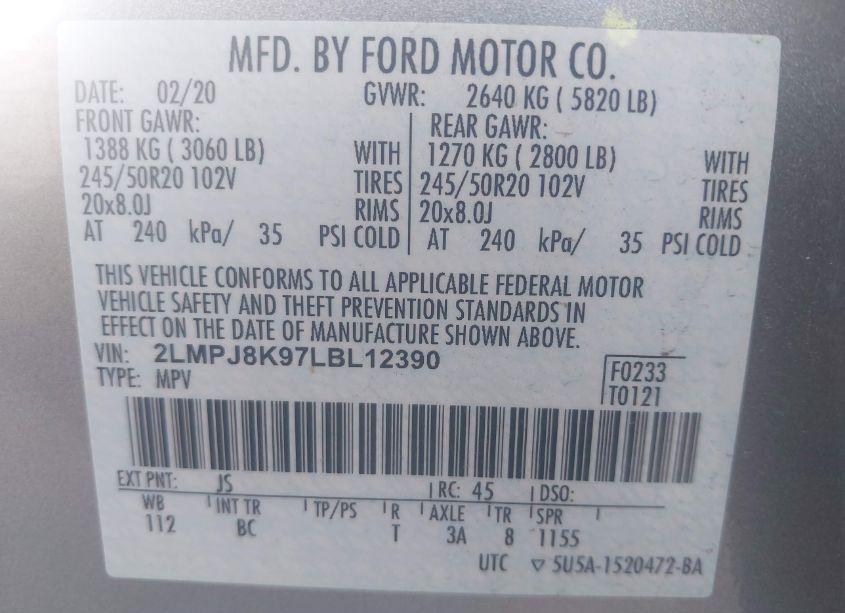 MFD. BY FORD MOTOR CO.
DATE: 02/20 GVWR: 2640 KG ( 5820 LB)
FRONT GAWR: REAR GAWR:
1388 KG ( 3060 LB) WITH 1270 KG ( 2800 LB) WITH
245/50R20 102V TIRES 245/50R20 102V TIRES
20x8.0J RIMS 20x8.0J RIMS
AT 240 kPa/ 35 PSI COLD AT 240 kPa/ 35 PSI COLD
THIS VEHICLE CONFORMS TO ALL APPLICABLE FEDERAL MOTOR
VEHICLE SAFETY AND THEFT PREVENTION STANDARDS IN
EFFECT ON THE DATE OF MANUFACTURE SHOWN ABOVE.
VIN: 2LMPJ8K97LBL12390
TYPE: MPV
F0233
T0121
EXT PNT: JS RC: 45 DSO:
WB INT TR TP/PS R AXLE TR SPR
112 BC T 3A 8 1155
UTC ▽ 5U5A-1520472-BA